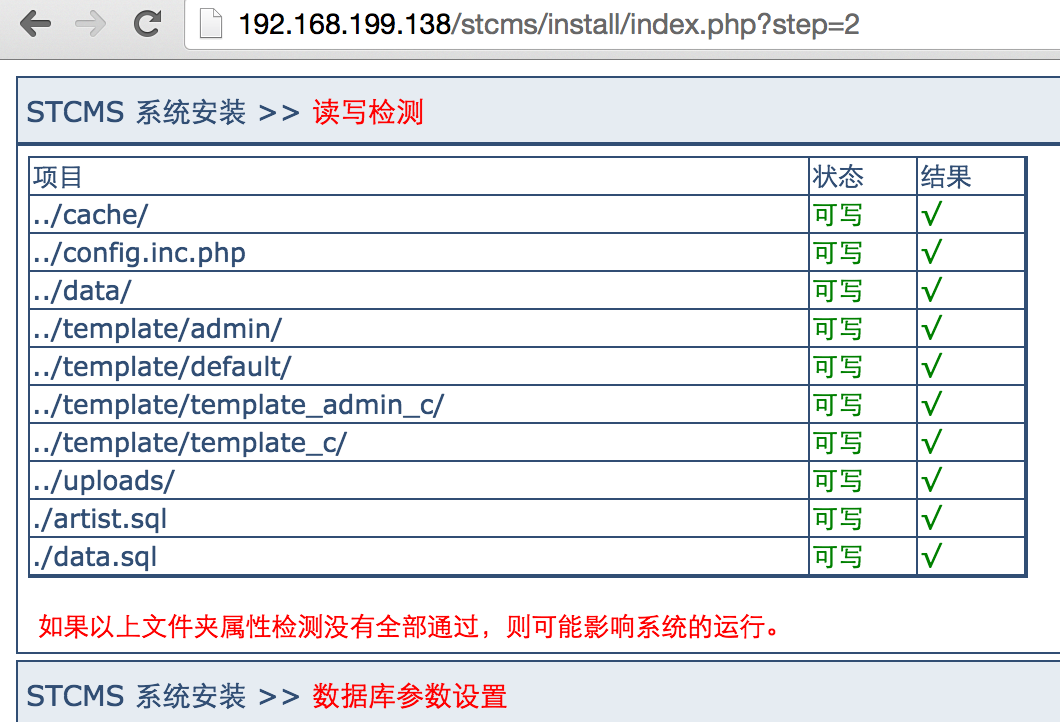 192.168.199.138/stcms/install/index.php?step=2
STCMS 系统安装 >> 读写检测
项目 状态 结果
../cache/ 可写 √
../config.inc.php 可写 √
../data/ 可写 √
../template/admin/ 可写 √
../template/default/ 可写 √
../template/template_admin_c/ 可写 √
../template/template_c/ 可写 √
../uploads/ 可写 √
./artist.sql 可写 √
./data.sql 可写 √
如果以上文件夹属性检测没有全部通过，则可能影响系统的运行。
STCMS 系统安装 >> 数据库参数设置